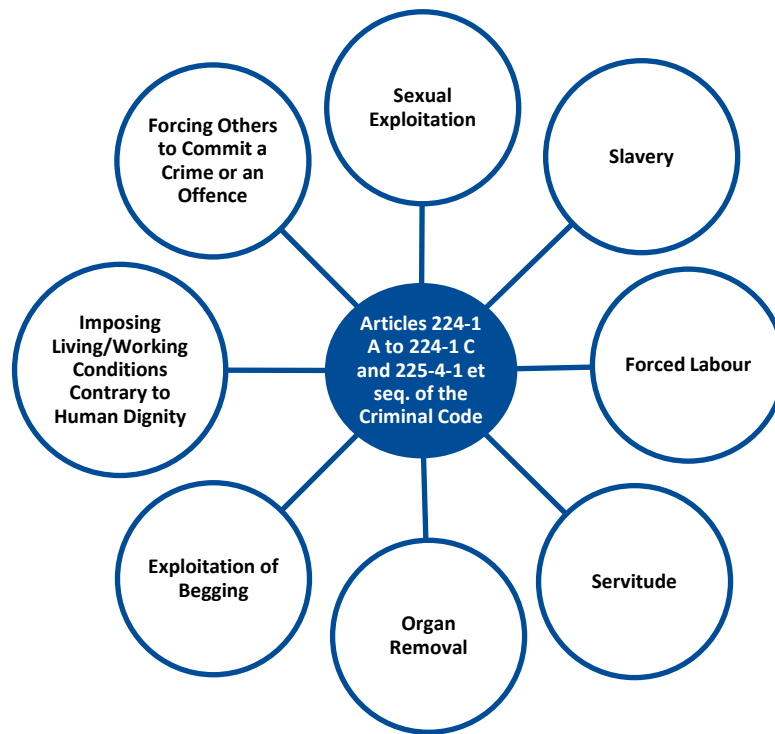 Sexual
Exploitation
Slavery
Forced Labour
Servitude
Organ
Removal
Exploitation of
Begging
Imposing
Living/Working
Conditions
Contrary to
Human Dignity
Forcing Others
to Commit a
Crime or an
Offence
Articles 224-1
A to 224-1 C
and 225-4-1 et
seq. of the
Criminal Code